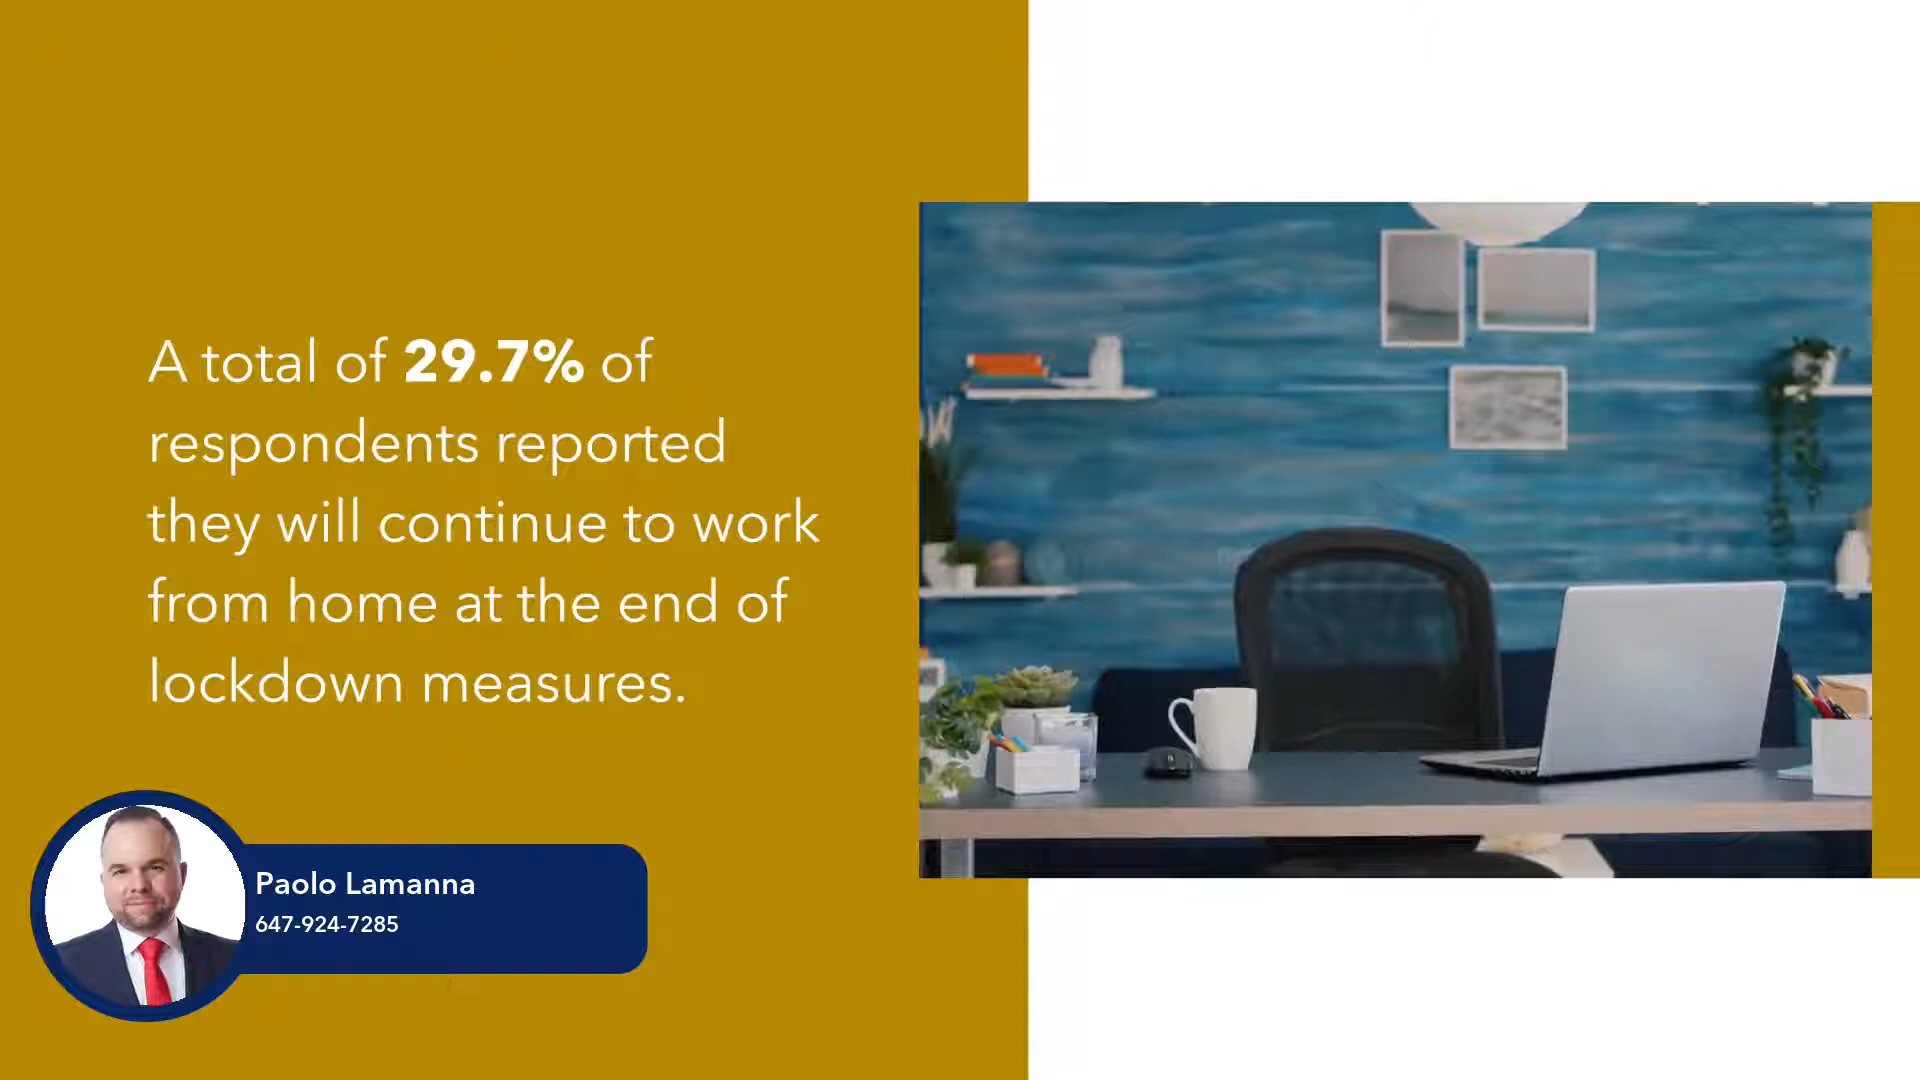 A total of 29.7% of
respondents reported
they will continue to work
from home at the end of
lockdown measures.
Paolo Lamanna
647-924-7285